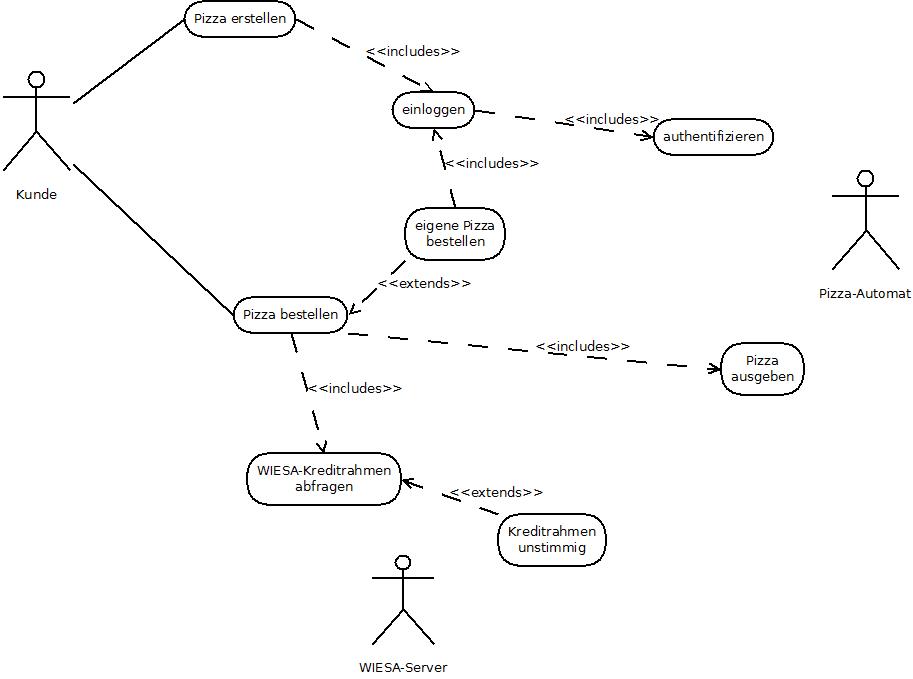 Pizza erstellen
<<includes>>
einloggen
<<includes>>
authentifizieren
<<includes>>
Kunde
eigene Pizza
bestellen
<<extends>>
Pizza-Automat
Pizza bestellen
<<includes>>
Pizza
ausgeben
<<includes>>
WIESA-Kreditrahmen
abfragen
<<extends>>
Kreditrahmen
unstimmig
WIESA-Server